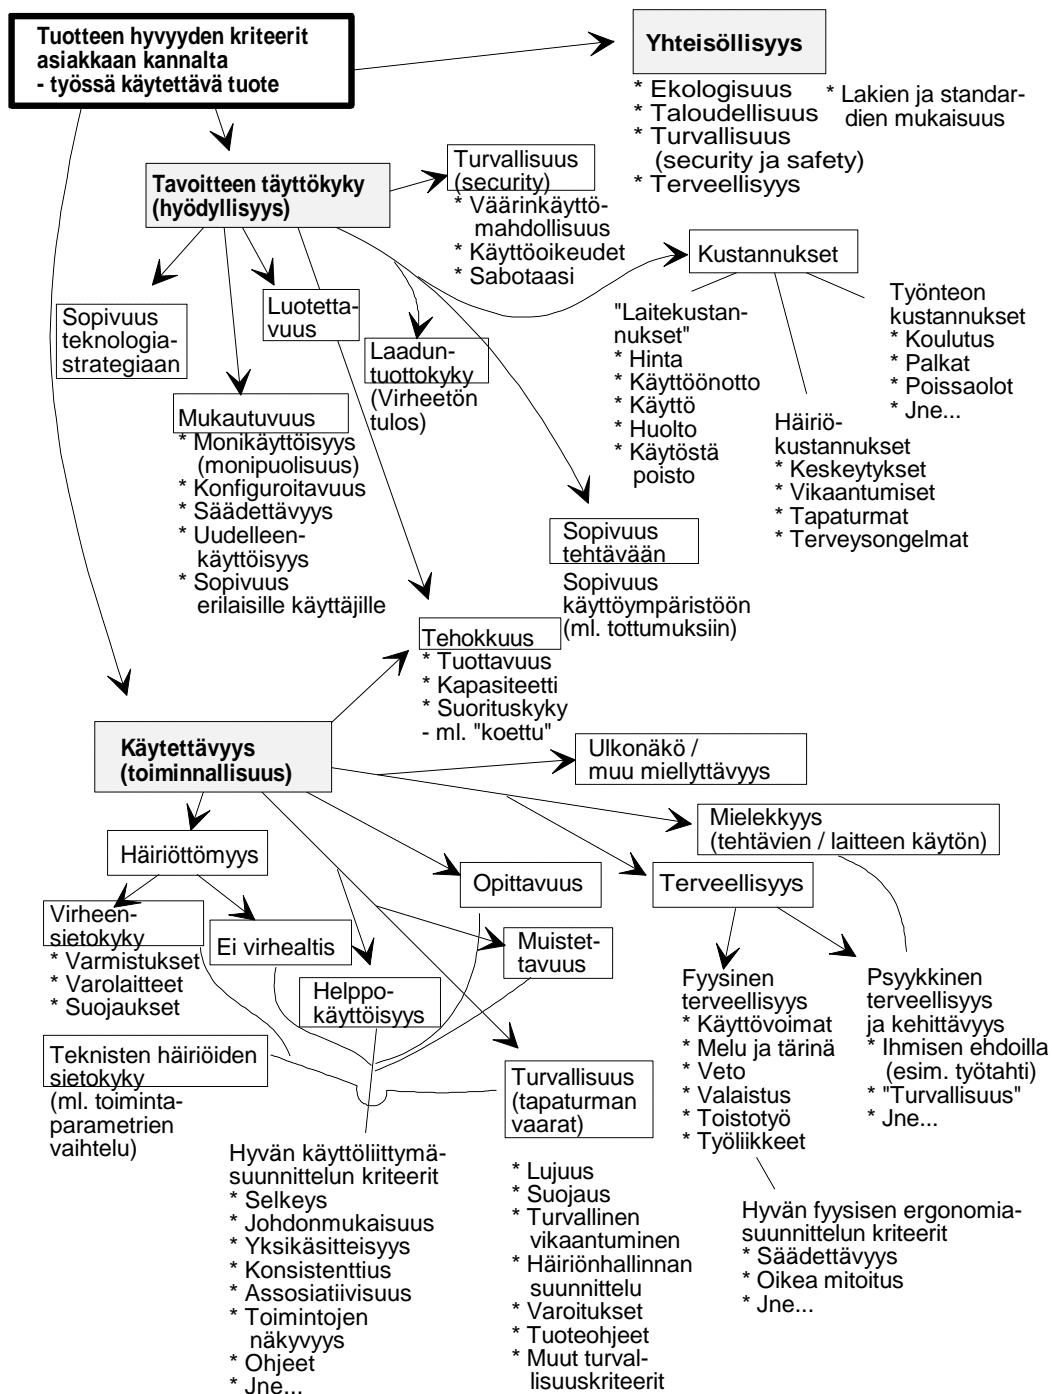 Tuotteen hyvyyden kriteerit
asiakkaan kannalta
- työssä käytettävä tuote
Yhteisöllisyys
* Ekologisuus
* Taloudellisuus
* Turvallisuus
(security ja safety)
* Terveellisyys
* Lakien ja standar-
dien mukaisuus
Tavoitteen täyttökyky
(hyödyllisyys)
Turvallisuus
(security)
* Väärinkäyttö-
mahdollisuus
* Käyttöoikeudet
* Sabotaasi
Kustannukset
"Laitekustan-
nukset"
* Hinta
* Käyttöönotto
* Käyttö
* Huolto
* Käytöstä
poisto
Työnteon
kustannukset
* Koulutus
* Palkat
* Poissaolot
* Jne...
Häiriö-
kustannukset
* Keskeytykset
* Vikaantumiset
* Tapaturmat
* Terveysongelmat
Sopivuus
teknologia-
strategiaan
Luotetta-
vuus
Laadun-
tuottokyky
(Virheetön
tulos)
Mukautuvuus
* Monikäyttöisyys
(monipuolisuus)
* Konfiguroitavuus
* Säädettävyys
* Uudelleen-
käyttöisyys
* Sopivuus
erilaisille käyttäjille
Sopivuus
tehtävään
Sopivuus
käyttöympäristöön
(ml. tottumuksiin)
Tehokkuus
* Tuottavuus
* Kapasiteetti
* Suorituskyky
- ml. "koettu"
Käytettävyys
(toiminnallisuus)
Ulkonäkö /
muu miellyttävyys
Mielekkyys
(tehtävien / laitteen käytön)
Häiriöttömyys
Opittavuus
Terveellisyys
Virheen-
sietokyky
* Varmistukset
* Varolaitteet
* Suojaukset
Ei virhealtis
Muistet-
tavuus
Helppo-
käyttöisyys
Teknisten häiriöiden
sietokyky
(ml. toiminta-
parametrien
vaihtelu)
Turvallisuus
(tapaturman
vaarat)
Fyysinen
terveellisyys
* Käyttövoimat
* Melu ja tärinä
* Veto
* Valaistus
* Toistotyö
* Työliikkeet
Psyykkinen
terveellisyys
ja kehittävyys
* Ihmisen ehdoilla
(esim. työtahti)
* "Turvallisuus"
* Jne...
Hyvän käyttöliittymä-
suunnittelun kriteerit
* Selkeys
* Johdonmukaisuus
* Yksikäsitteisyys
* Konsistenttius
* Assosiatiivisuus
* Toimintojen
näkyvyys
* Ohjeet
* Jne...
* Lujuus
* Suojaus
* Turvallinen
vikaantuminen
* Häiriönhallinnan
suunnittelu
* Varoitukset
* Tuoteohjeet
* Muut turval-
lisuuskriteerit
Hyvän fyysisen ergonomia-
suunnittelun kriteerit
* Säädettävyys
* Oikea mitoitus
* Jne...